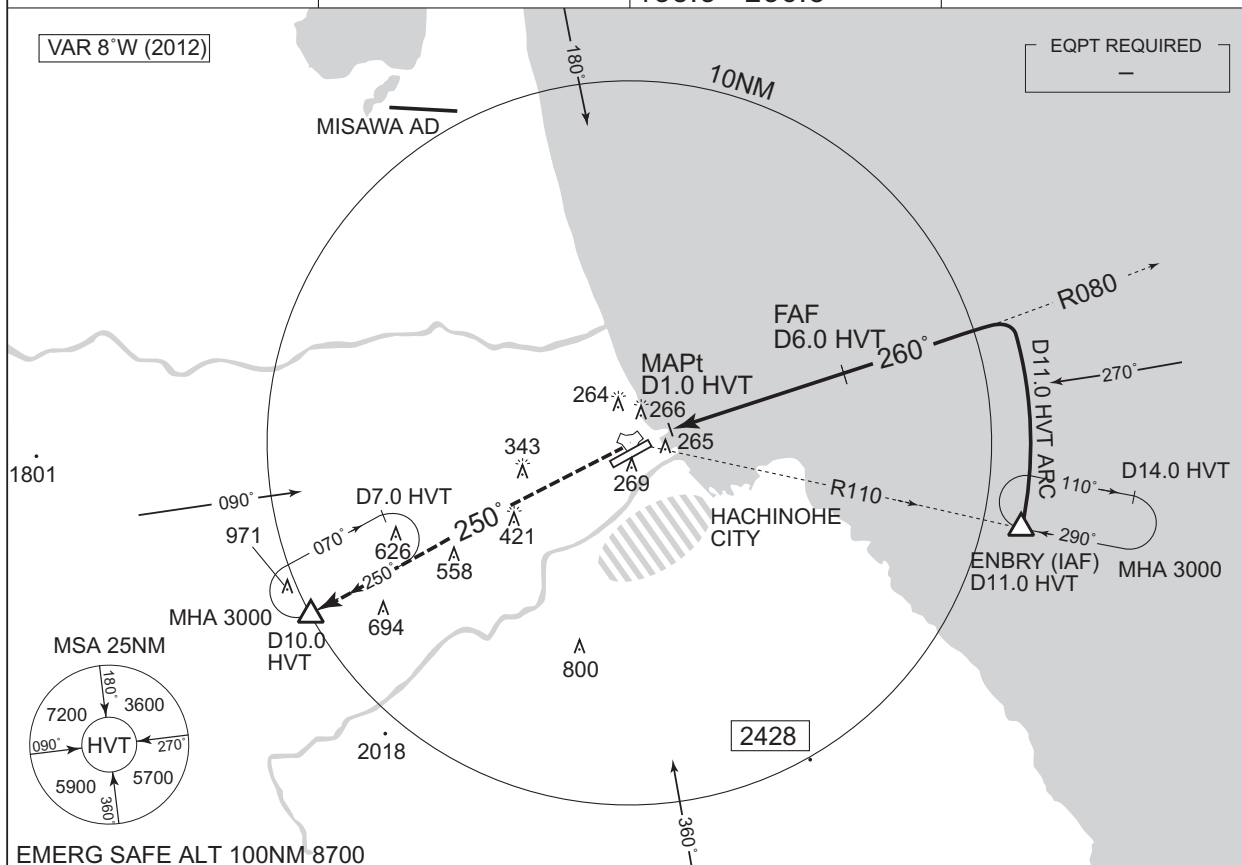 VAR 8˚W (2012)
EQPT REQUIRED
–
180˚
10NM
MISAWA AD
R080
FAF
D6.0 HVT
260˚
MAPt
D1.0 HVT
D11.0 HVT ARC
270˚
264
266
265
343
269
1801
R110
110˚
D14.0 HVT
090˚
D7.0 HVT
250˚
421
HACHINOHE
CITY
290˚
971
070˚
626
558
ENBRY (IAF)
D11.0 HVT
MHA 3000
250˚
MHA 3000
694
D10.0
HVT
800
MSA 25NM
180˚
7200
3600
HVT
090˚
270˚
5900
5700
360˚
2018
2428
360˚
EMERG SAFE ALT 100NM 8700